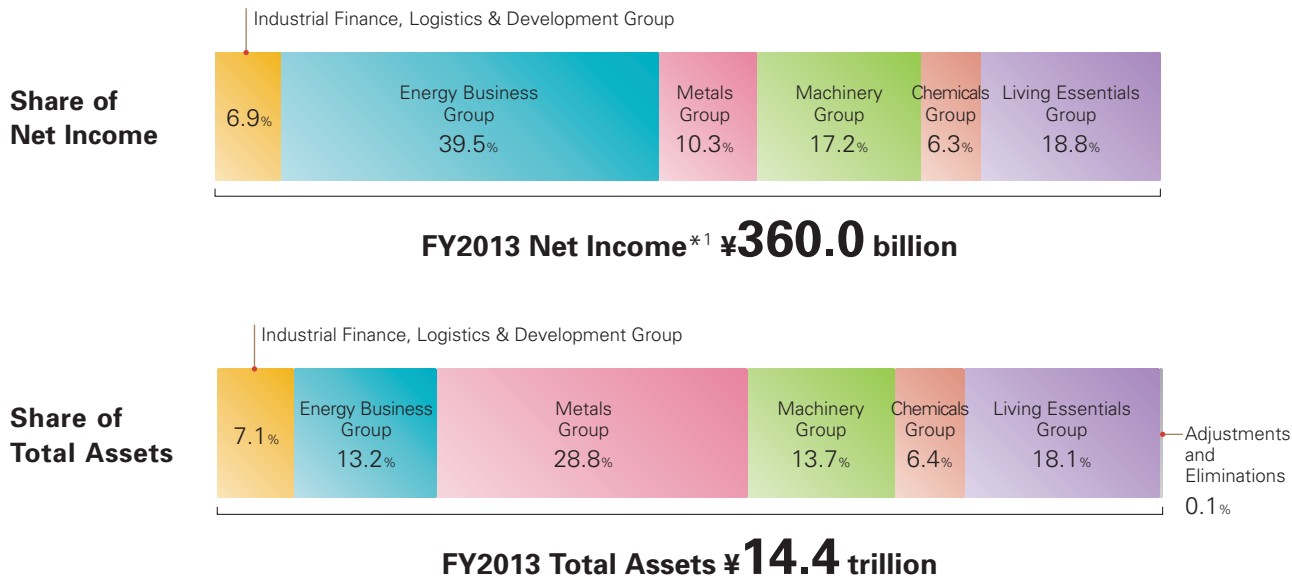 Industrial Finance, Logistics & Development Group
Share of
Net Income
6.9%
Energy Business
Group
39.5%
Metals
Group
10.3%
Machinery
Group
17.2%
Chemicals
Group
6.3%
Living Essentials
Group
18.8%
FY2013 Net Income*1 ¥360.0 billion
Industrial Finance, Logistics & Development Group
Share of
Total Assets
7.1%
Energy Business
Group
13.2%
Metals
Group
28.8%
Machinery
Group
13.7%
Chemicals
Group
6.4%
Living Essentials
Group
18.1%
Adjustments
and
Eliminations
0.1%
FY2013 Total Assets ¥14.4 trillion